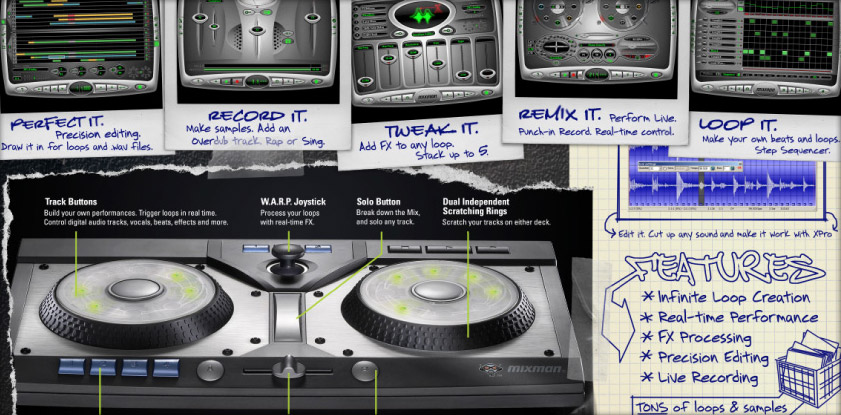 PERFECT IT.
Precision editing.
Draw it in for loops and .wav files.
RECORD IT.
Make samples. Add an
Overdub track. Rap or Sing.
TWEAK IT.
Add FX to any loop.
Stack up to 5.
REMIX IT. Perform Live.
Punch-in Record. Real-time control.
LOOP IT.
Make your own beats and loops.
Step Sequencer.
Edit it. Cut up any sound and make it work with XPro
Track Buttons
Build your own performances. Trigger loops in real time.
Control digital audio tracks, vocals, beats, effects and more.
W.A.R.P. Joystick
Process your loops
with real-time FX.
Solo Button
Break down the Mix,
and solo any track.
Dual Independent
Scratching Rings
Scratch your tracks on either deck.
mixman
FEATURES
* Infinite Loop Creation
* Real-time Performance
* FX Processing
* Precision Editing
* Live Recording
TONS of loops & samples